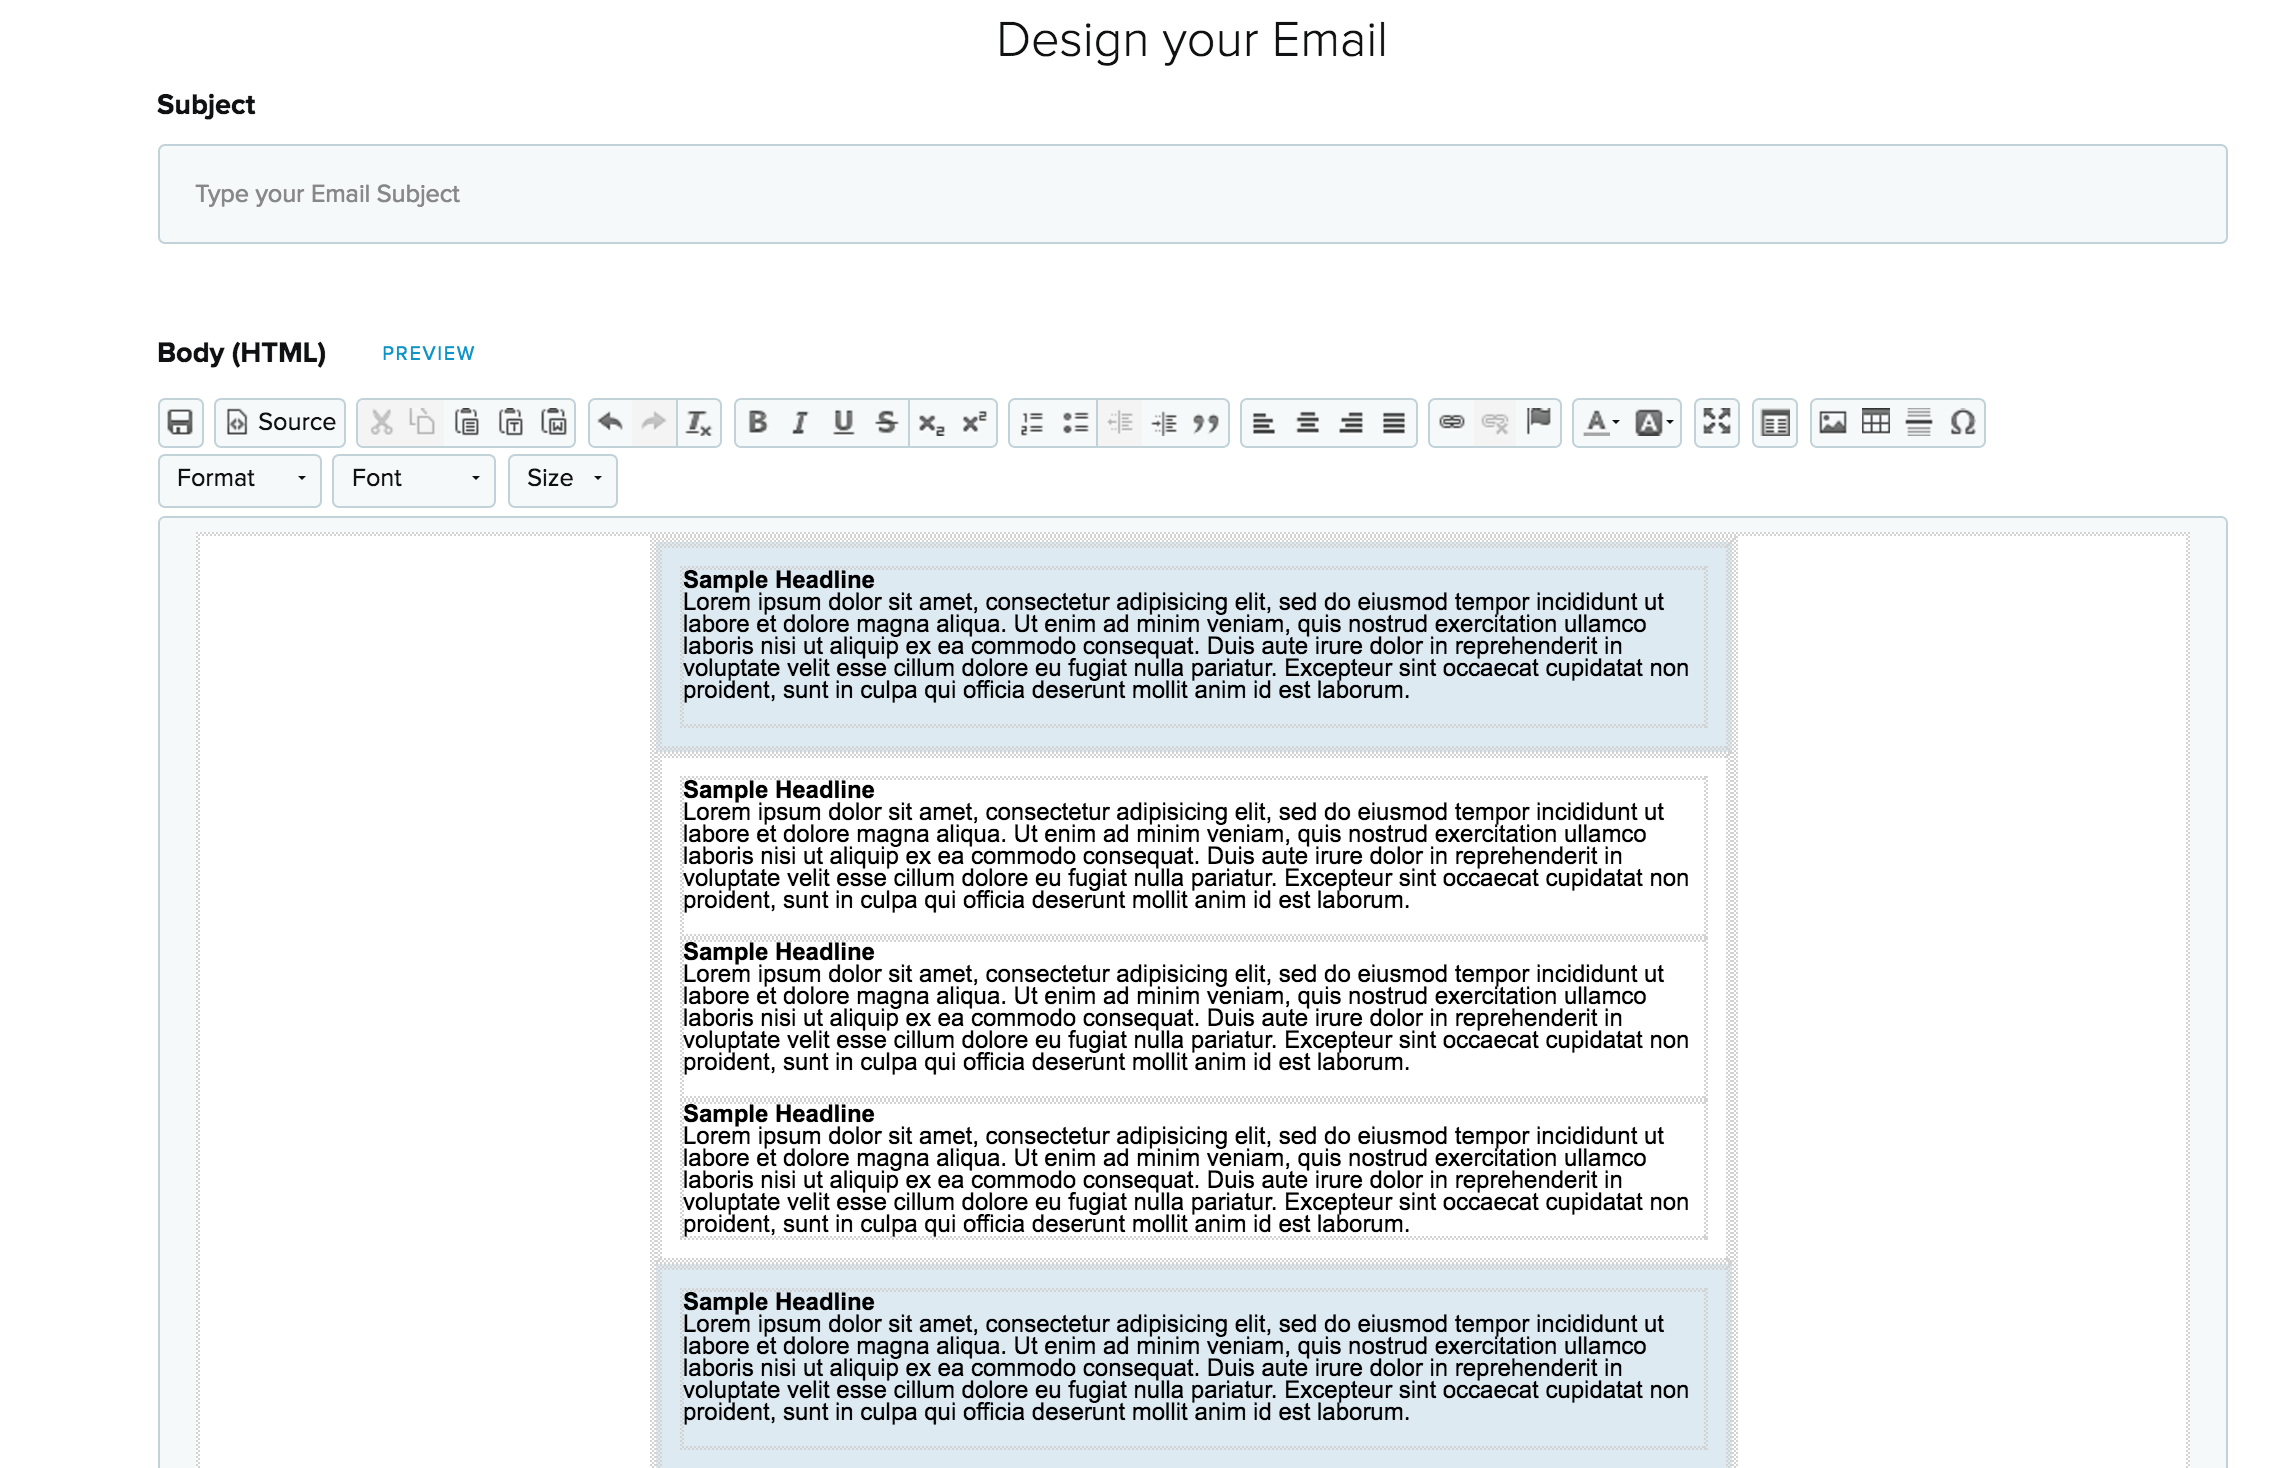 Design your Email
Subject
Type your Email Subject
Body (HTML) PREVIEW
Source
Format Font Size
Sample Headline
Lorem ipsum dolor sit amet, consectetur adipisicing elit, sed do eiusmod tempor incididunt ut
labore et dolore magna aliqua. Ut enim ad minim veniam, quis nostrud exercitation ullamco
laboris nisi ut aliquip ex ea commodo consequat. Duis aute irure dolor in reprehenderit in
voluptate velit esse cillum dolore eu fugiat nulla pariatur. Excepteur sint occaecat cupidatat non
proident, sunt in culpa qui officia deserunt mollit anim id est laborum.
Sample Headline
Lorem ipsum dolor sit amet, consectetur adipisicing elit, sed do eiusmod tempor incididunt ut
labore et dolore magna aliqua. Ut enim ad minim veniam, quis nostrud exercitation ullamco
laboris nisi ut aliquip ex ea commodo consequat. Duis aute irure dolor in reprehenderit in
voluptate velit esse cillum dolore eu fugiat nulla pariatur. Excepteur sint occaecat cupidatat non
proident, sunt in culpa qui officia deserunt mollit anim id est laborum.
Sample Headline
Lorem ipsum dolor sit amet, consectetur adipisicing elit, sed do eiusmod tempor incididunt ut
labore et dolore magna aliqua. Ut enim ad minim veniam, quis nostrud exercitation ullamco
laboris nisi ut aliquip ex ea commodo consequat. Duis aute irure dolor in reprehenderit in
voluptate velit esse cillum dolore eu fugiat nulla pariatur. Excepteur sint occaecat cupidatat non
proident, sunt in culpa qui officia deserunt mollit anim id est laborum.
Sample Headline
Lorem ipsum dolor sit amet, consectetur adipisicing elit, sed do eiusmod tempor incididunt ut
labore et dolore magna aliqua. Ut enim ad minim veniam, quis nostrud exercitation ullamco
laboris nisi ut aliquip ex ea commodo consequat. Duis aute irure dolor in reprehenderit in
voluptate velit esse cillum dolore eu fugiat nulla pariatur. Excepteur sint occaecat cupidatat non
proident, sunt in culpa qui officia deserunt mollit anim id est laborum.
Sample Headline
Lorem ipsum dolor sit amet, consectetur adipisicing elit, sed do eiusmod tempor incididunt ut
labore et dolore magna aliqua. Ut enim ad minim veniam, quis nostrud exercitation ullamco
laboris nisi ut aliquip ex ea commodo consequat. Duis aute irure dolor in reprehenderit in
voluptate velit esse cillum dolore eu fugiat nulla pariatur. Excepteur sint occaecat cupidatat non
proident, sunt in culpa qui officia deserunt mollit anim id est laborum.